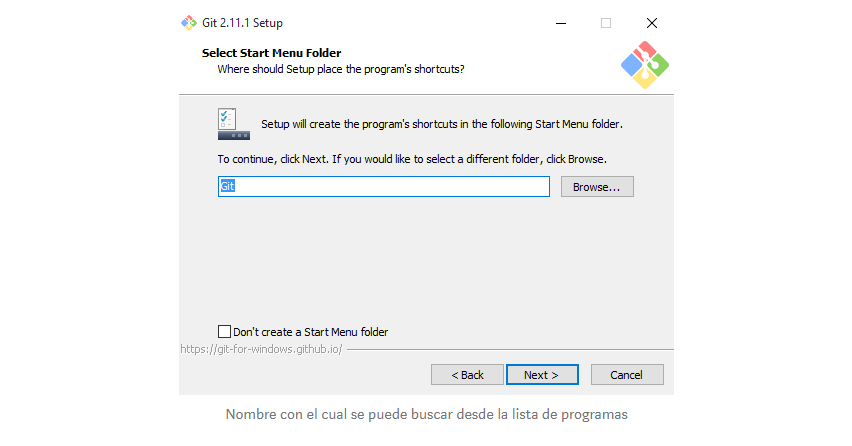 Git 2.11.1 Setup
Select Start Menu Folder
Where should Setup place the program's shortcuts?
Setup will create the program's shortcuts in the following Start Menu folder.
To continue, click Next. If you would like to select a different folder, click Browse.
Git
Browse...
Don't create a Start Menu folder
https://git-for-windows.github.io/
< Back
Next >
Cancel
Nombre con el cual se puede buscar desde la lista de programas